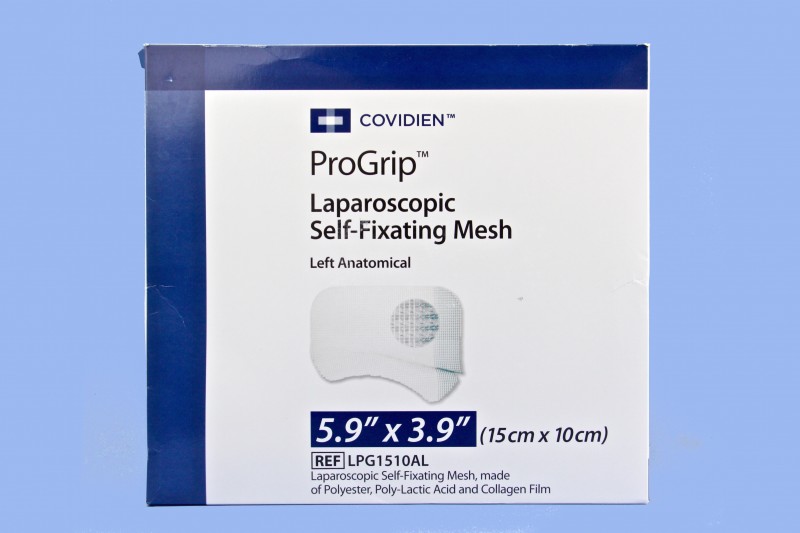 COVIDIEN™
ProGrip™
Laparoscopic
Self-Fixating Mesh
Left Anatomical
5.9” x 3.9” (15cm x 10cm)
REF LPG1510AL
Laparoscopic Self-Fixating Mesh, made
of Polyester, Poly-Lactic Acid and Collagen Film